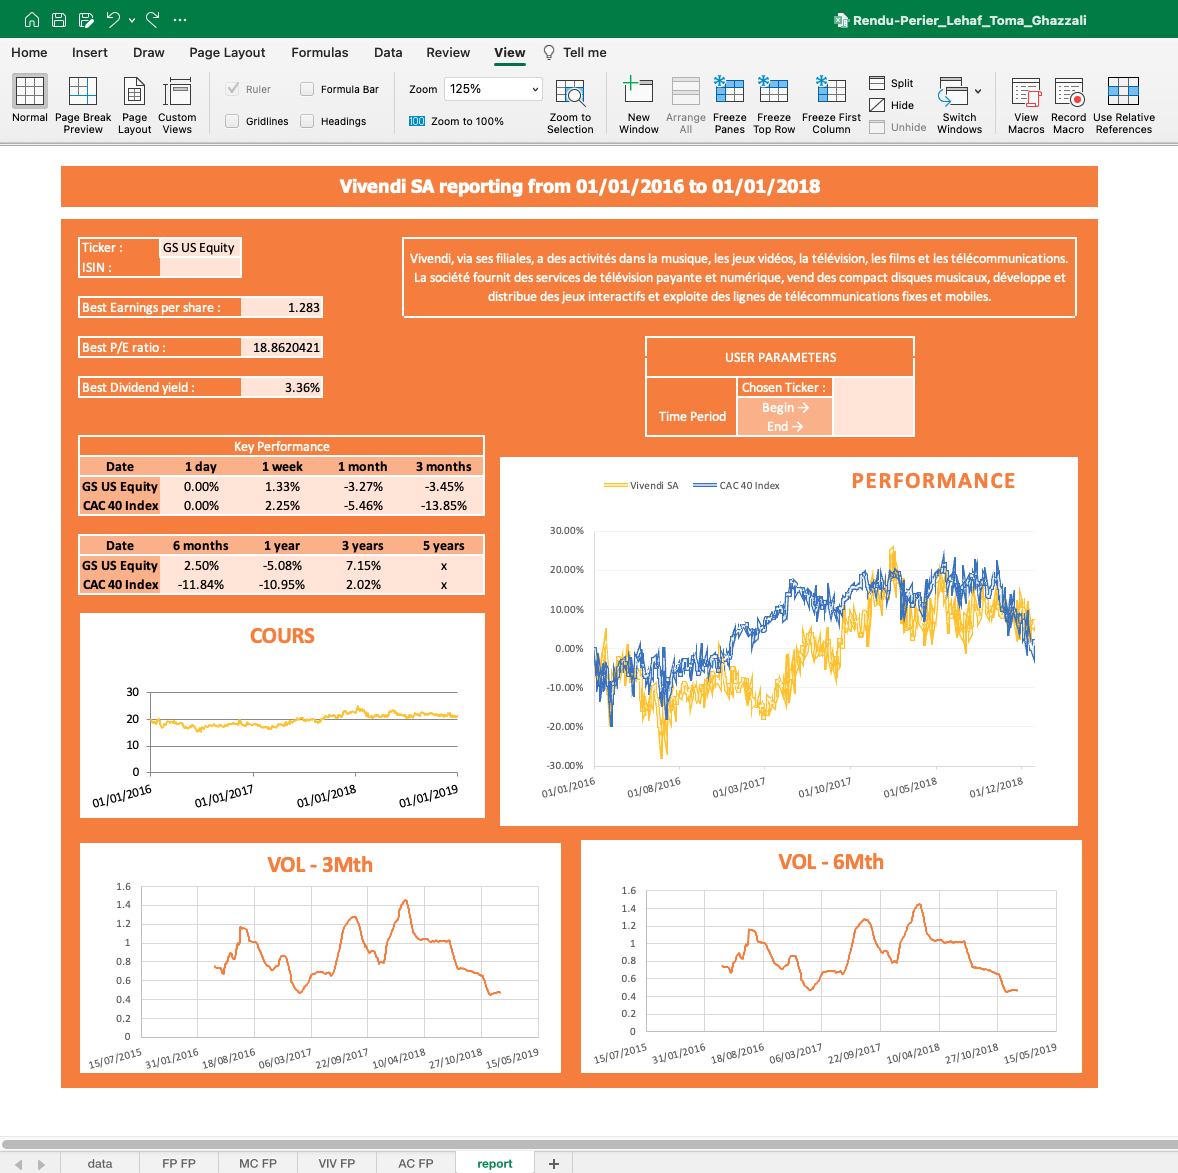 Rendu-Perier_Lehaf_Toma_Ghazzali
Home Insert Draw Page Layout Formulas Data Review View Tell me
Normal
Page Break Preview
Page Layout
Custom Views
Ruler
Formula Bar
Gridlines
Headings
Zoom 125%
100 Zoom to 100%
Zoom to Selection
New Window
Arrange All
Freeze Panes
Freeze Top Row
Freeze First Column
Split
Hide
Unhide
Switch Windows
View Macros
Record Macro
Use Relative References
Vivendi SA reporting from 01/01/2016 to 01/01/2018
Ticker : GS US Equity
ISIN :
Vivendi, via ses filiales, a des activités dans la musique, les jeux vidéos, la télévision, les films et les télécommunications.
La société fournit des services de télévision payante et numérique, vend des compact disques musicaux, développe et
distribue des jeux interactifs et exploite des lignes de télécommunications fixes et mobiles.
Best Earnings per share : 1.283
Best P/E ratio : 18.8620421
Best Dividend yield : 3.36%
USER PARAMETERS
Chosen Ticker :
Time Period
Begin →
End →
Key Performance
Date 1 day 1 week 1 month 3 months
GS US Equity 0.00% 1.33% -3.27% -3.45%
CAC 40 Index 0.00% 2.25% -5.46% -13.85%
Date 6 months 1 year 3 years 5 years
GS US Equity 2.50% -5.08% 7.15% x
CAC 40 Index -11.84% -10.95% 2.02% x
PERFORMANCE
Vivendi SA CAC 40 Index
30.00%
20.00%
10.00%
0.00%
-10.00%
-20.00%
-30.00%
01/01/2016 01/08/2016 01/03/2017 01/10/2017 01/05/2018 01/12/2018
COURS
30
20
10
0
01/01/2016 01/01/2017 01/01/2018 01/01/2019
VOL - 3Mth
1.6
1.4
1.2
1
0.8
0.6
0.4
0.2
0
15/07/2015 31/01/2016 18/08/2016 06/03/2017 22/09/2017 10/04/2018 27/10/2018 15/05/2019
VOL - 6Mth
1.6
1.4
1.2
1
0.8
0.6
0.4
0.2
0
15/07/2015 31/01/2016 18/08/2016 06/03/2017 22/09/2017 10/04/2018 27/10/2018 15/05/2019
data FP FP MC FP VIV FP AC FP report +